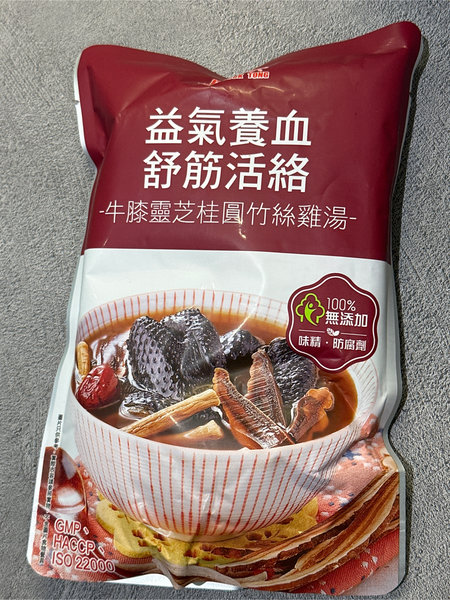 TONG
益氣養血
舒筋活絡
-牛膝靈芝桂圓竹絲雞湯-
100%
無添加
味精·防腐劑
GMP、
HACCP、
ISO 22000